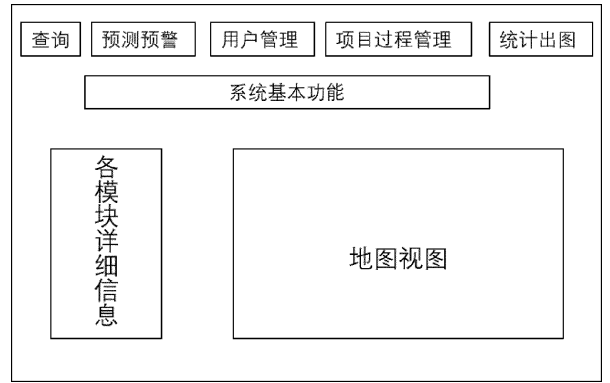 查询 预测预警 用户管理 项目过程管理 统计出图
系统基本功能
各模块详细信息
地图视图